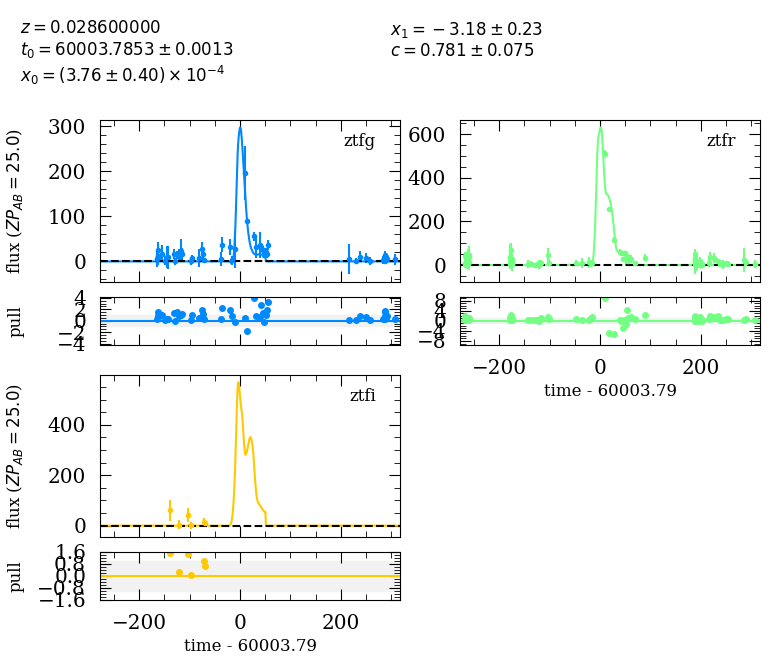 z = 0.028600000
t₀ = 60003.7853 ± 0.0013
x₀ = (3.76 ± 0.40) × 10⁻⁴
x₁ = −3.18 ± 0.23
c = 0.781 ± 0.075
flux (ZP_AB = 25.0)
300
200
100
0
ztfg
600
400
200
0
ztfr
pull
4
2
0
−2
−4
8
4
0
−4
−8
−200
0
200
time - 60003.79
flux (ZP_AB = 25.0)
400
200
0
ztfi
pull
1.6
0.8
0.0
−0.8
−1.6
−200
0
200
time - 60003.79